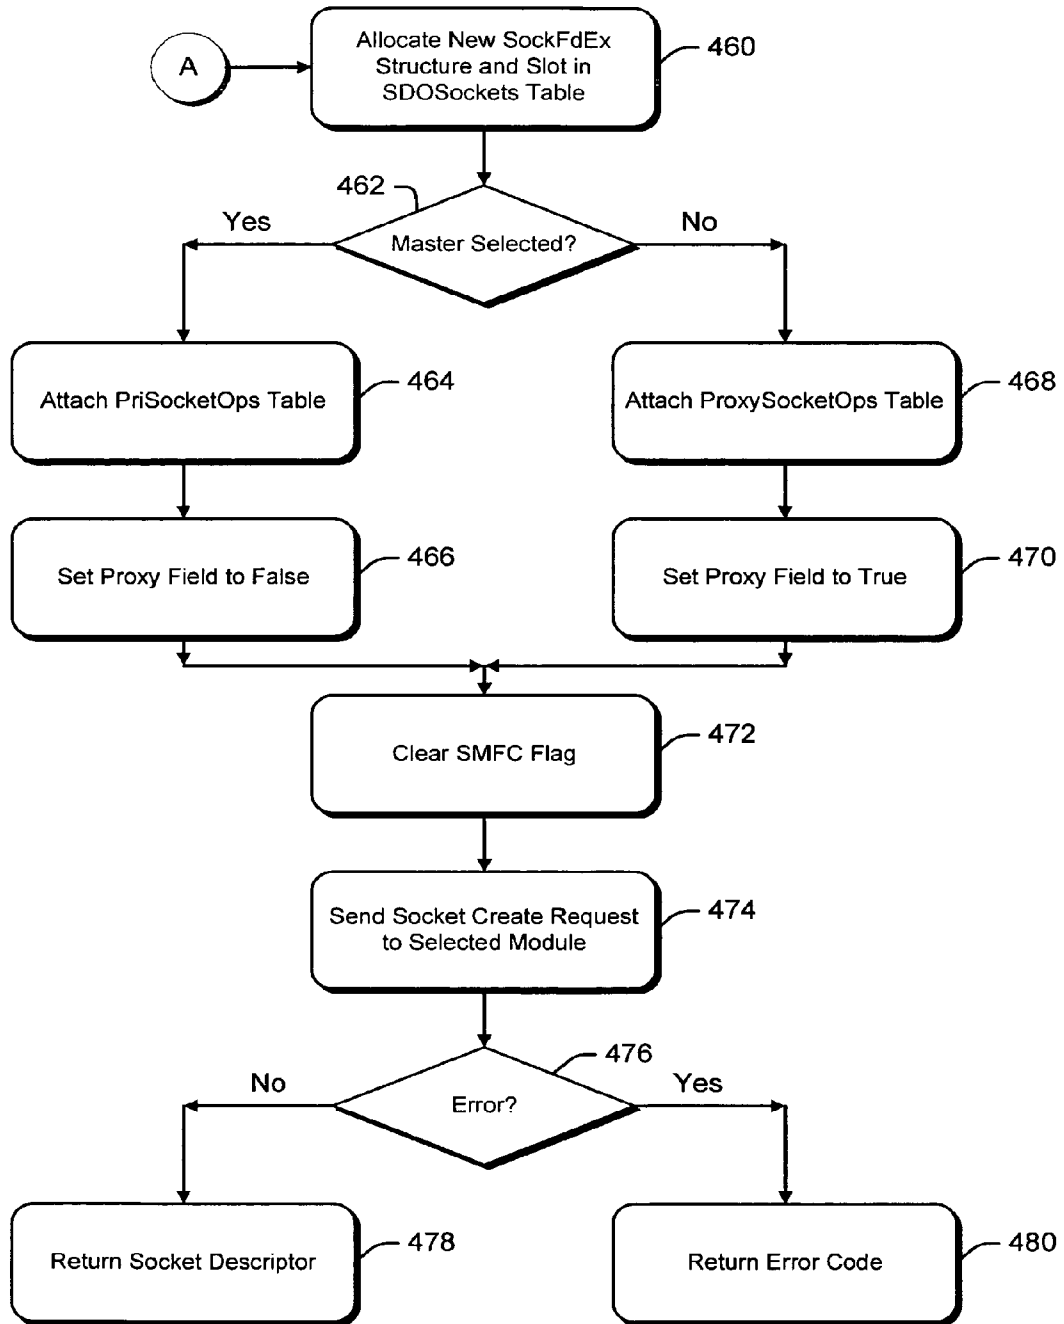 A
Allocate New SockFdEx
Structure and Slot in
SDOSockets Table
460
462
Yes
Master Selected?
No
Attach PriSocketOps Table
464
Attach ProxySocketOps Table
468
Set Proxy Field to False
466
Set Proxy Field to True
470
Clear SMFC Flag
472
Send Socket Create Request
to Selected Module
474
476
No
Error?
Yes
Return Socket Descriptor
478
Return Error Code
480